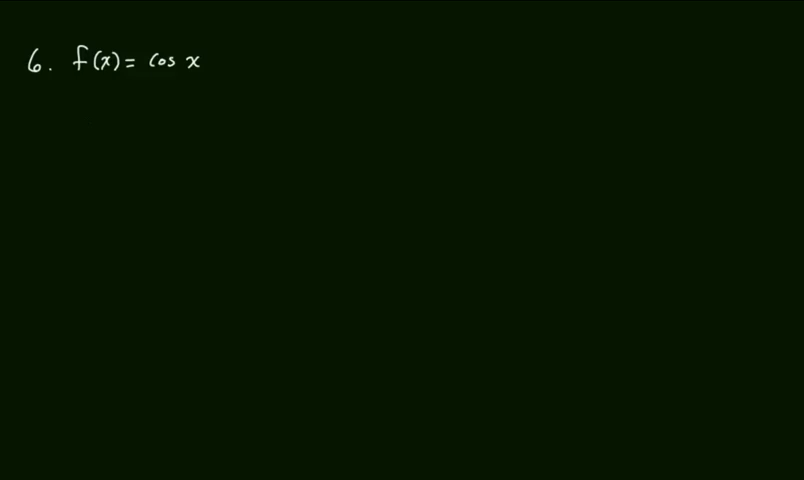 6. f(x) = cos x